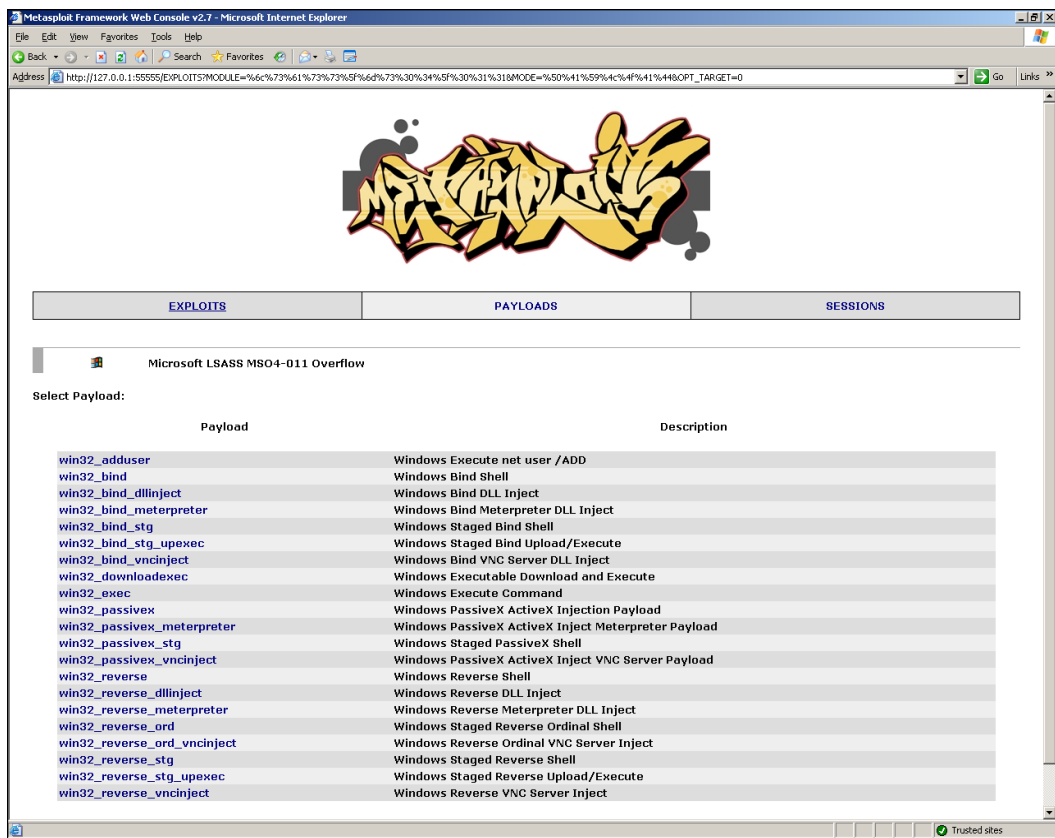 Metasploit Framework Web Console v2.7 - Microsoft Internet Explorer
File Edit View Favorites Tools Help
Back Search Favorites
Address http://127.0.0.1:55555/EXPLOITS?MODULE=%6c%73%61%73%73%5f%6d%73%30%34%5f%30%31%31&MODE=%50%41%59%4c%4f%41%44&OPT_TARGET=0 Go Links »
METASPLOIT
EXPLOITS PAYLOADS SESSIONS
Microsoft LSASS MSO4-011 Overflow
Select Payload:
Payload Description
win32_adduser Windows Execute net user /ADD
win32_bind Windows Bind Shell
win32_bind_dllinject Windows Bind DLL Inject
win32_bind_meterpreter Windows Bind Meterpreter DLL Inject
win32_bind_stg Windows Staged Bind Shell
win32_bind_stg_upexec Windows Staged Bind Upload/Execute
win32_bind_vncinject Windows Bind VNC Server DLL Inject
win32_downloadexec Windows Executable Download and Execute
win32_exec Windows Execute Command
win32_passivex Windows PassiveX ActiveX Injection Payload
win32_passivex_meterpreter Windows PassiveX ActiveX Inject Meterpreter Payload
win32_passivex_stg Windows Staged PassiveX Shell
win32_passivex_vncinject Windows PassiveX ActiveX Inject VNC Server Payload
win32_reverse Windows Reverse Shell
win32_reverse_dllinject Windows Reverse DLL Inject
win32_reverse_meterpreter Windows Reverse Meterpreter DLL Inject
win32_reverse_ord Windows Staged Reverse Ordinal Shell
win32_reverse_ord_vncinject Windows Reverse Ordinal VNC Server Inject
win32_reverse_stg Windows Staged Reverse Shell
win32_reverse_stg_upexec Windows Staged Reverse Upload/Execute
win32_reverse_vncinject Windows Reverse VNC Server Inject
Trusted sites